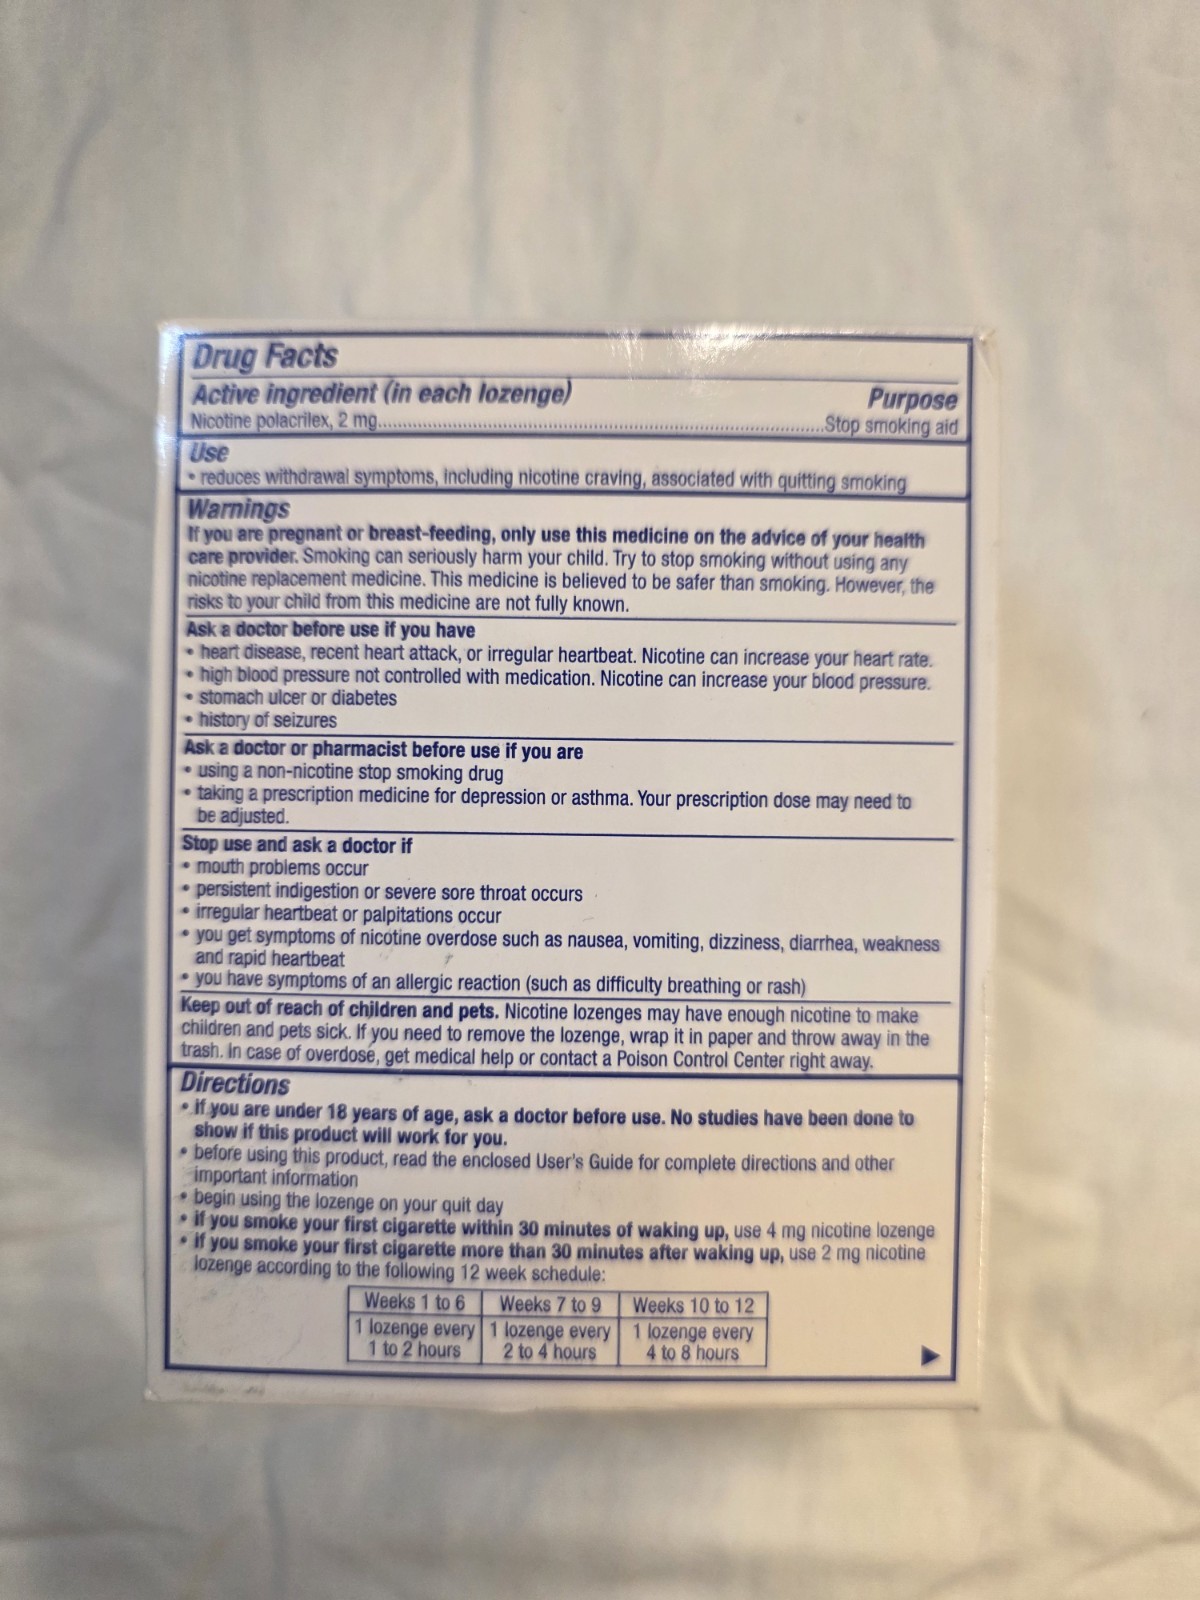 Drug Facts
Active ingredient (in each lozenge) Purpose
Nicotine polacrilex, 2 mg......................................................................................Stop smoking aid
Use
• reduces withdrawal symptoms, including nicotine craving, associated with quitting smoking
Warnings
If you are pregnant or breast-feeding, only use this medicine on the advice of your health
care provider. Smoking can seriously harm your child. Try to stop smoking without using any
nicotine replacement medicine. This medicine is believed to be safer than smoking. However, the
risks to your child from this medicine are not fully known.
Ask a doctor before use if you have
• heart disease, recent heart attack, or irregular heartbeat. Nicotine can increase your heart rate.
• high blood pressure not controlled with medication. Nicotine can increase your blood pressure.
• stomach ulcer or diabetes
• history of seizures
Ask a doctor or pharmacist before use if you are
• using a non-nicotine stop smoking drug
• taking a prescription medicine for depression or asthma. Your prescription dose may need to
be adjusted.
Stop use and ask a doctor if
• mouth problems occur
• persistent indigestion or severe sore throat occurs
• irregular heartbeat or palpitations occur
• you get symptoms of nicotine overdose such as nausea, vomiting, dizziness, diarrhea, weakness
and rapid heartbeat
• you have symptoms of an allergic reaction (such as difficulty breathing or rash)
Keep out of reach of children and pets. Nicotine lozenges may have enough nicotine to make
children and pets sick. If you need to remove the lozenge, wrap it in paper and throw away in the
trash. In case of overdose, get medical help or contact a Poison Control Center right away.
Directions
• if you are under 18 years of age, ask a doctor before use. No studies have been done to
show if this product will work for you.
• before using this product, read the enclosed User's Guide for complete directions and other
important information
• begin using the lozenge on your quit day
• if you smoke your first cigarette within 30 minutes of waking up, use 4 mg nicotine lozenge
• if you smoke your first cigarette more than 30 minutes after waking up, use 2 mg nicotine
lozenge according to the following 12 week schedule:
Weeks 1 to 6 Weeks 7 to 9 Weeks 10 to 12
1 lozenge every 1 lozenge every 1 lozenge every
1 to 2 hours 2 to 4 hours 4 to 8 hours